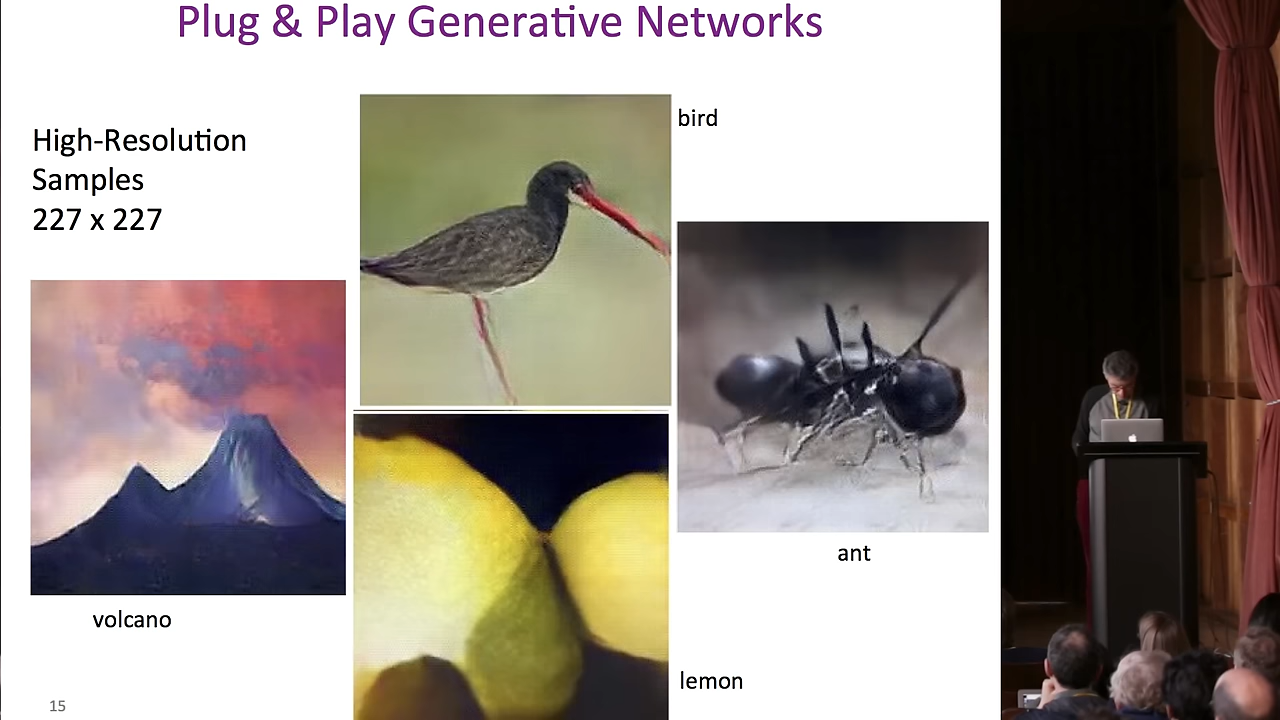 Plug & Play Generative Networks
High-Resolution
Samples
227 x 227
bird
volcano
ant
lemon
15